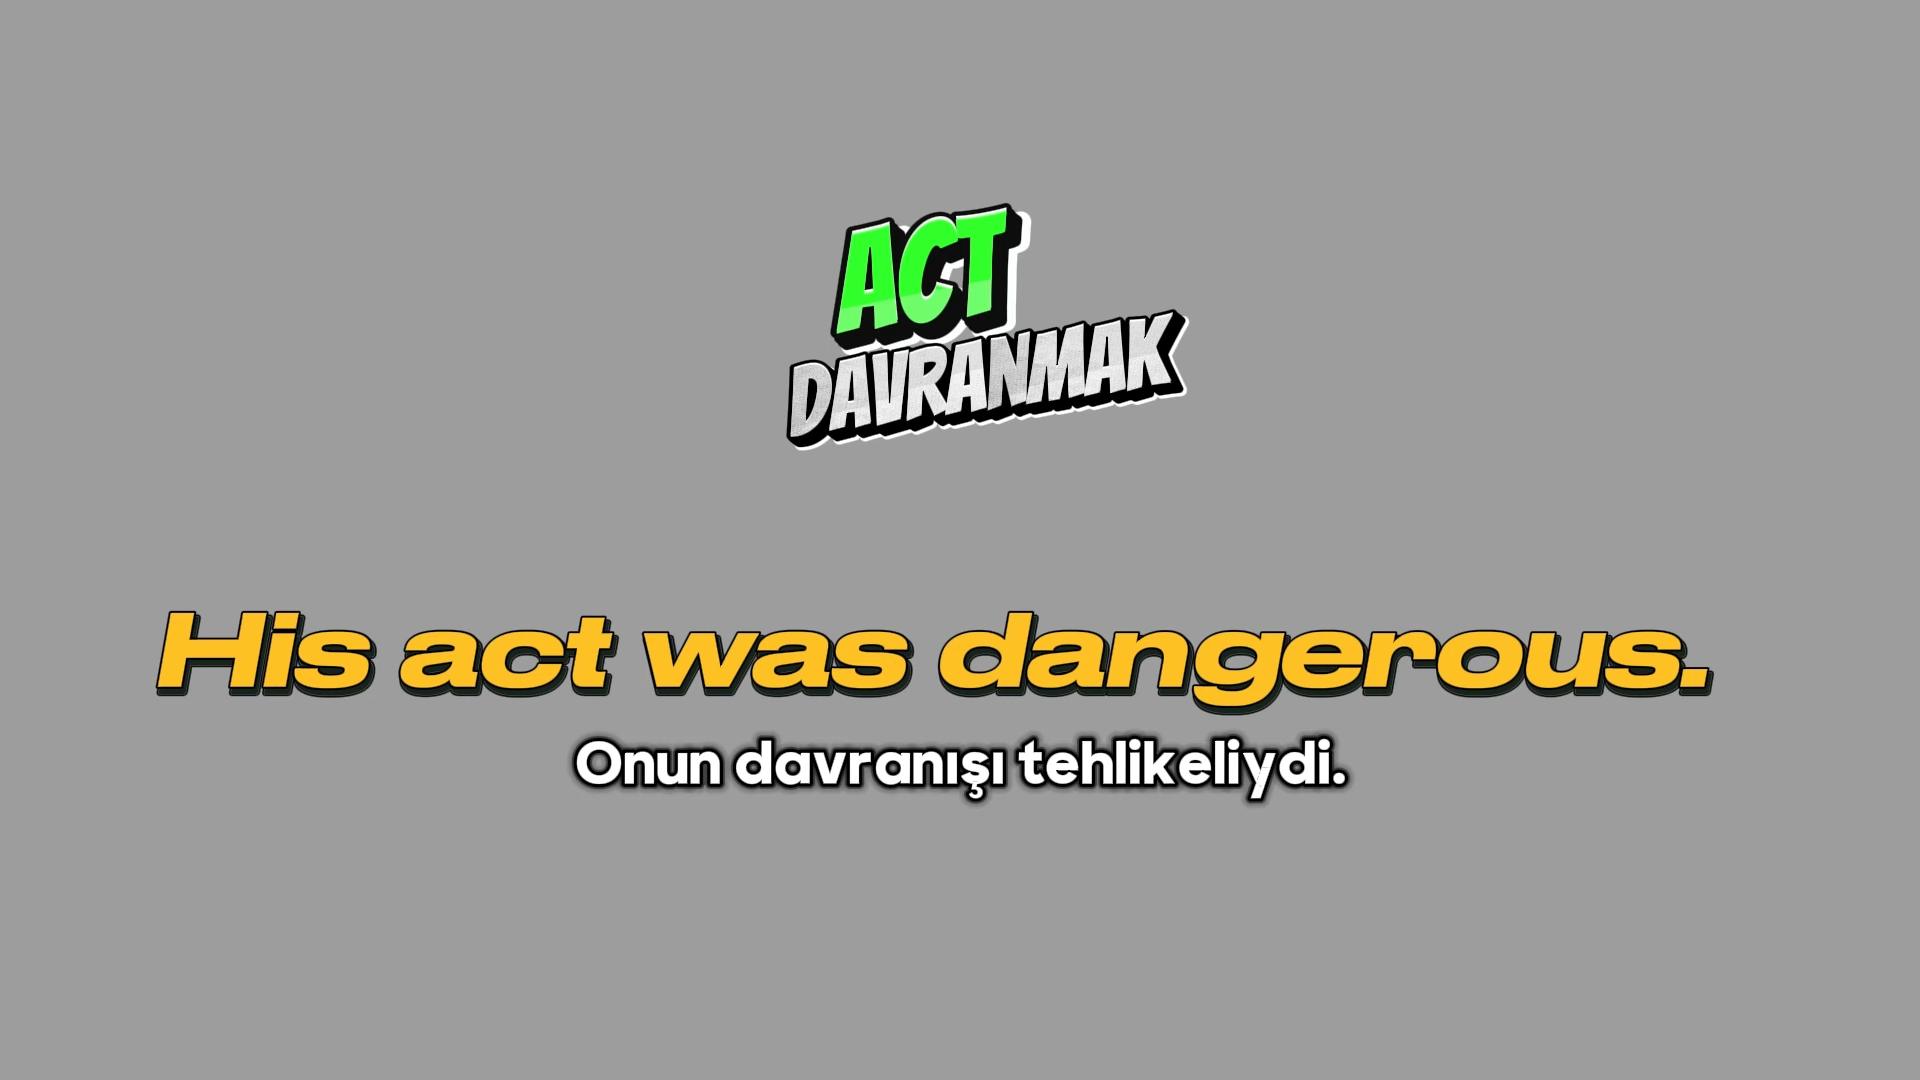 ACT
DAVRANMAK
His act was dangerous.
Onun davranışı tehlikeliydi.